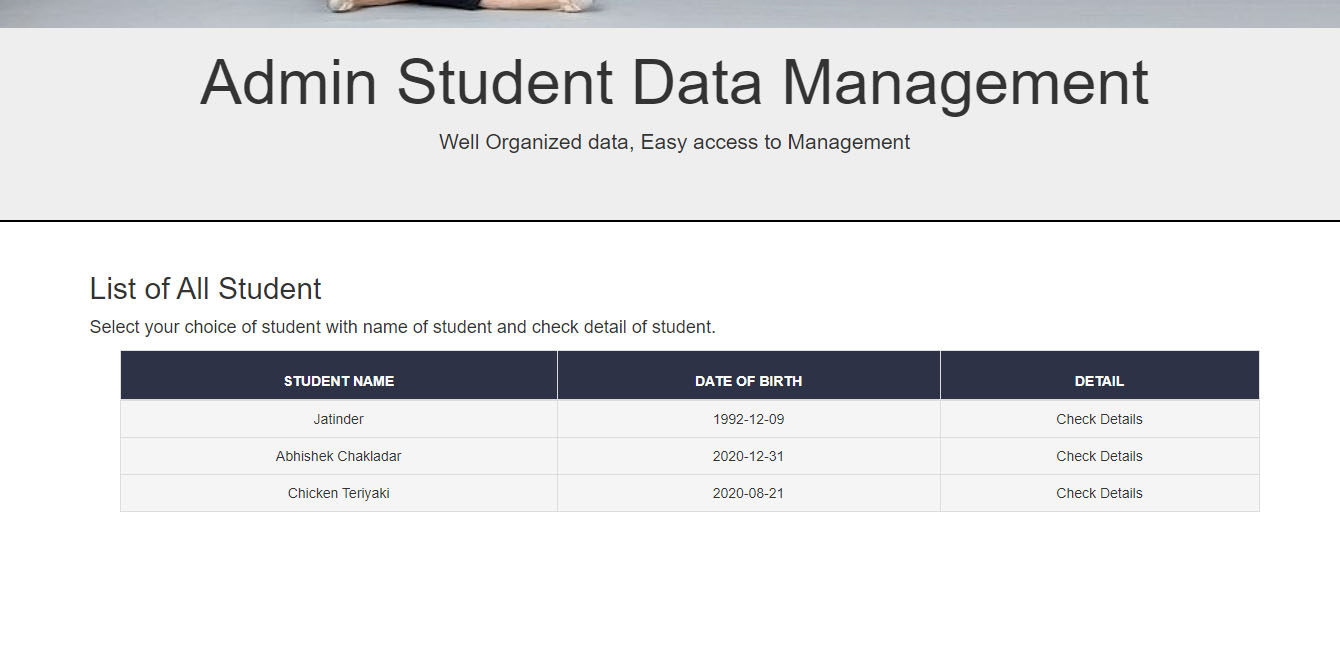 Admin Student Data Management
Well Organized data, Easy access to Management
List of All Student
Select your choice of student with name of student and check detail of student.
STUDENT NAME DATE OF BIRTH DETAIL
Jatinder 1992-12-09 Check Details
Abhishek Chakladar 2020-12-31 Check Details
Chicken Teriyaki 2020-08-21 Check Details